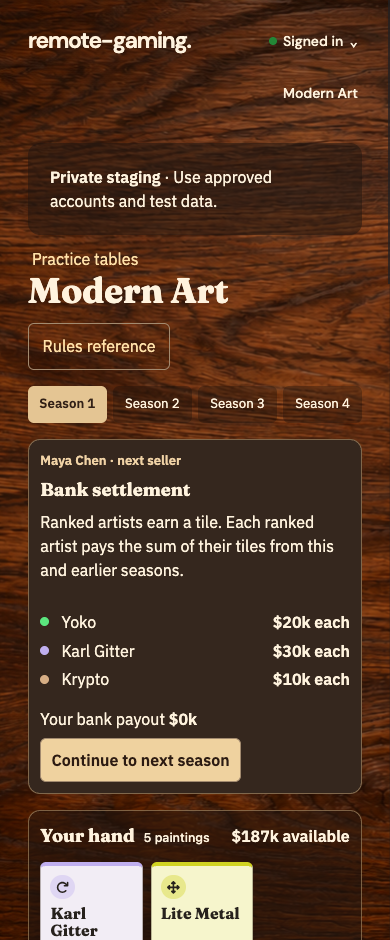 remote-gaming.
Signed in
Modern Art
Private staging · Use approved
accounts and test data.
Practice tables
Modern Art
Rules reference
Season 1 Season 2 Season 3 Season 4
Maya Chen · next seller
Bank settlement
Ranked artists earn a tile. Each ranked
artist pays the sum of their tiles from this
and earlier seasons.
Yoko $20k each
Karl Gitter $30k each
Krypto $10k each
Your bank payout $0k
Continue to next season
Your hand 5 paintings $187k available
Karl
Gitter
Lite Metal